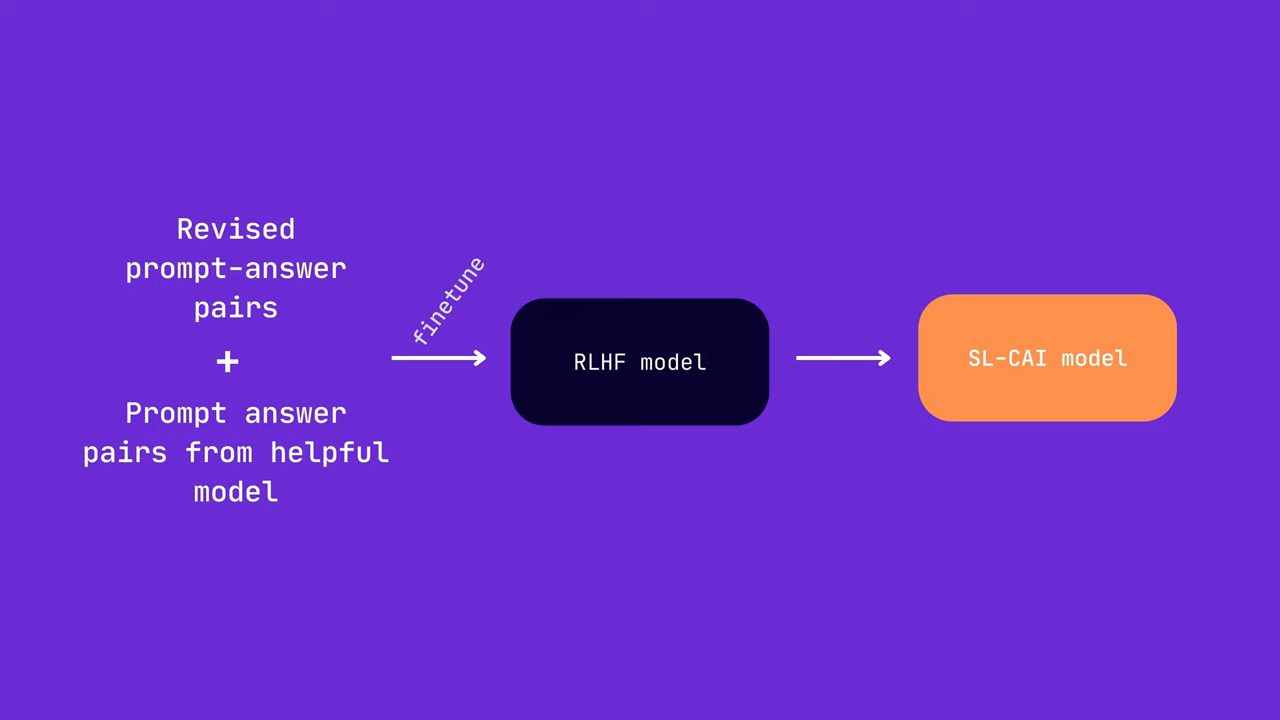 Revised
prompt-answer
pairs
+
Prompt answer
pairs from helpful
model
finetune
RLHF model
SL-CAI model